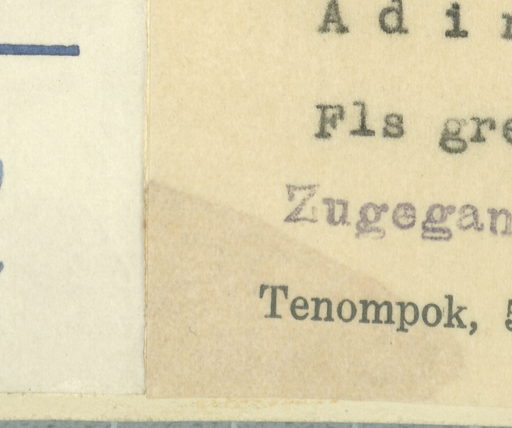 A d i
Fls gre
Zugegan
Tenompok,